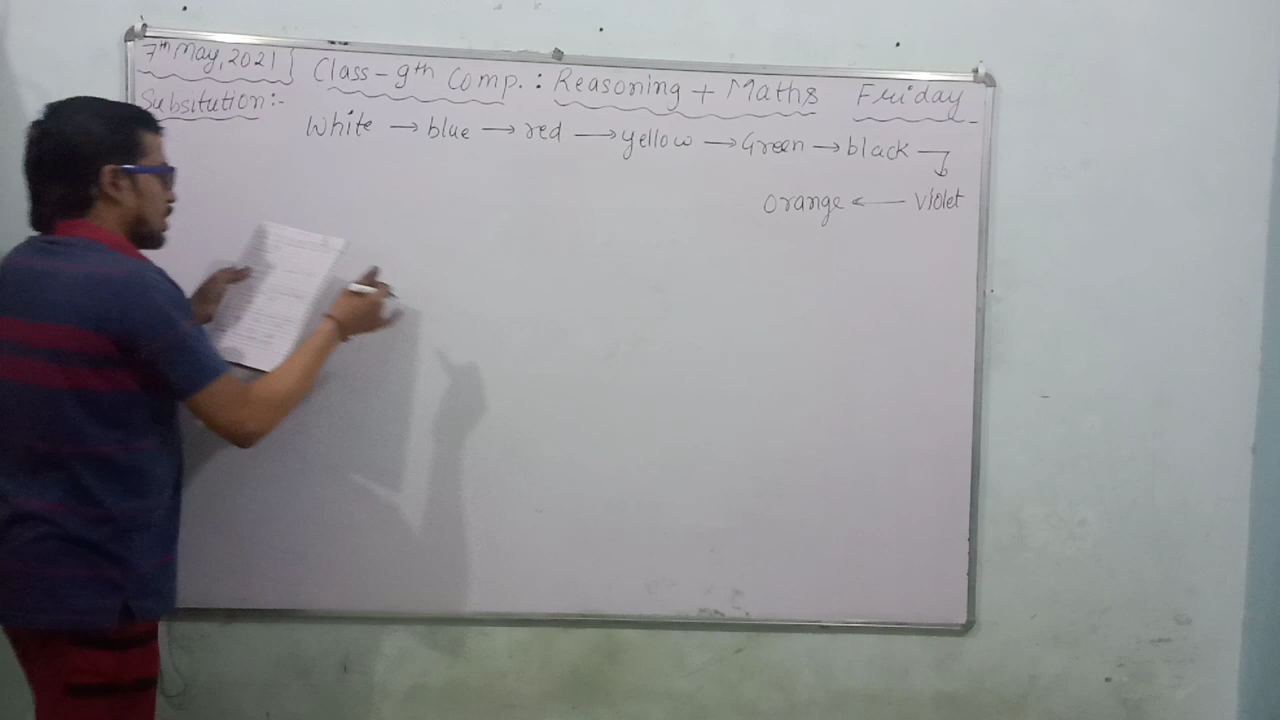 7th May, 2021 } Class - 9th Comp. : Reasoning + Maths Friday
Subsitution :-
White → blue → red → yellow → Green → black →
orange ← violet